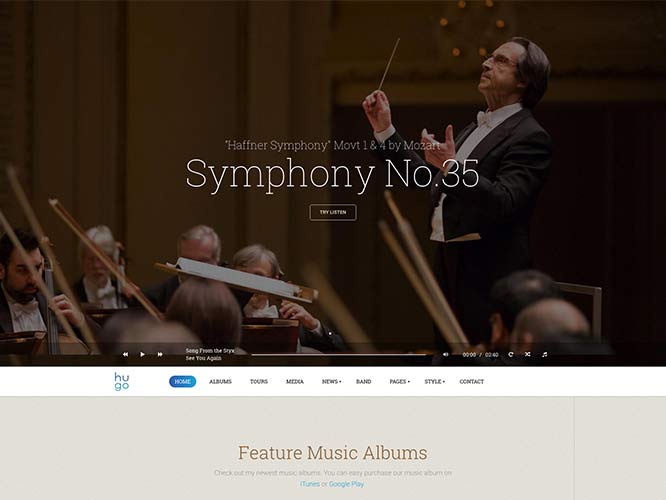 "Haffner Symphony" Movt 1 & 4 by Mozart
Symphony No.35
TRY LISTEN
Song From the Styx
See You Again
00:00 / 02:40
hu
go
HOME ALBUMS TOURS MEDIA NEWS BAND PAGES STYLE CONTACT
Feature Music Albums
Check out my newest music albums. You can easy purchase our music album on
iTunes or Google Play.